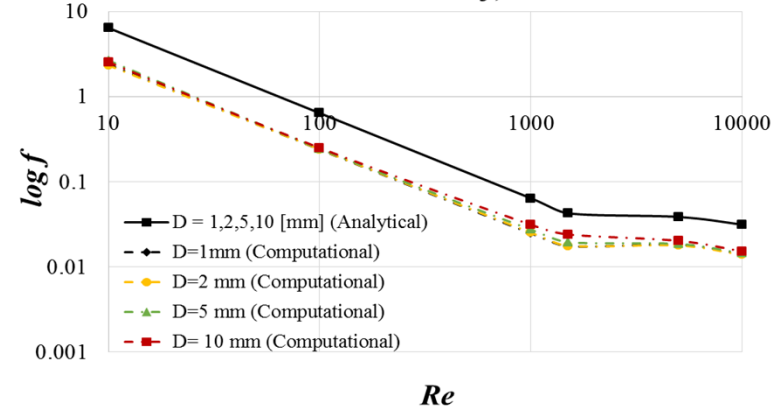 10
1
10 100 1000 10000
0.1
log f
D = 1,2,5,10 [mm] (Analytical)
D=1mm (Computational)
0.01
D=2 mm (Computational)
D=5 mm (Computational)
D= 10 mm (Computational)
0.001
Re